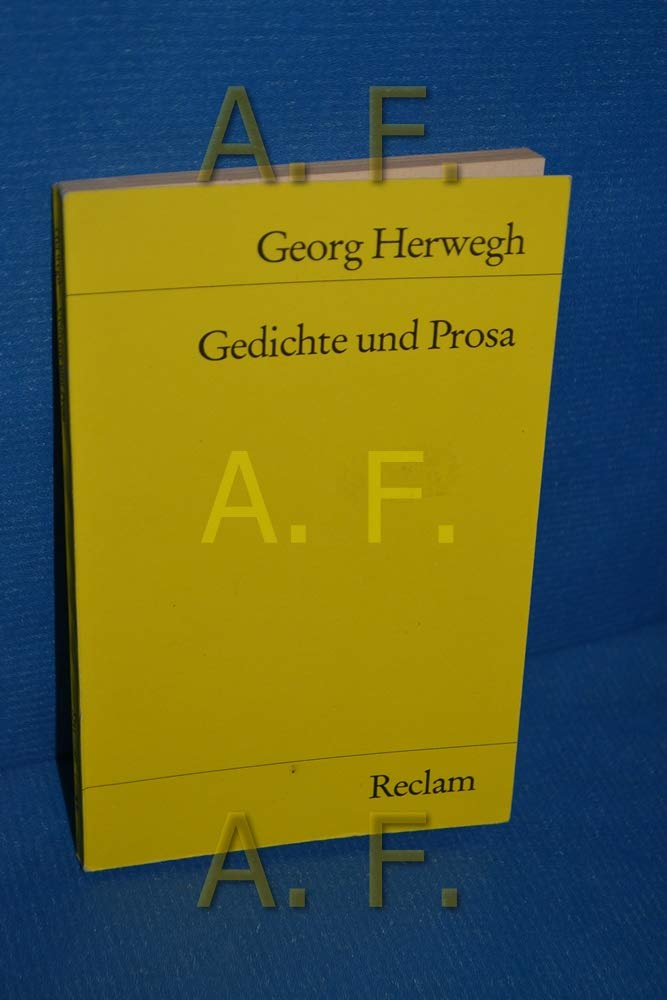 A. F.
Georg Herwegh
Gedichte und Prosa
A. F.
Reclam
A. F.